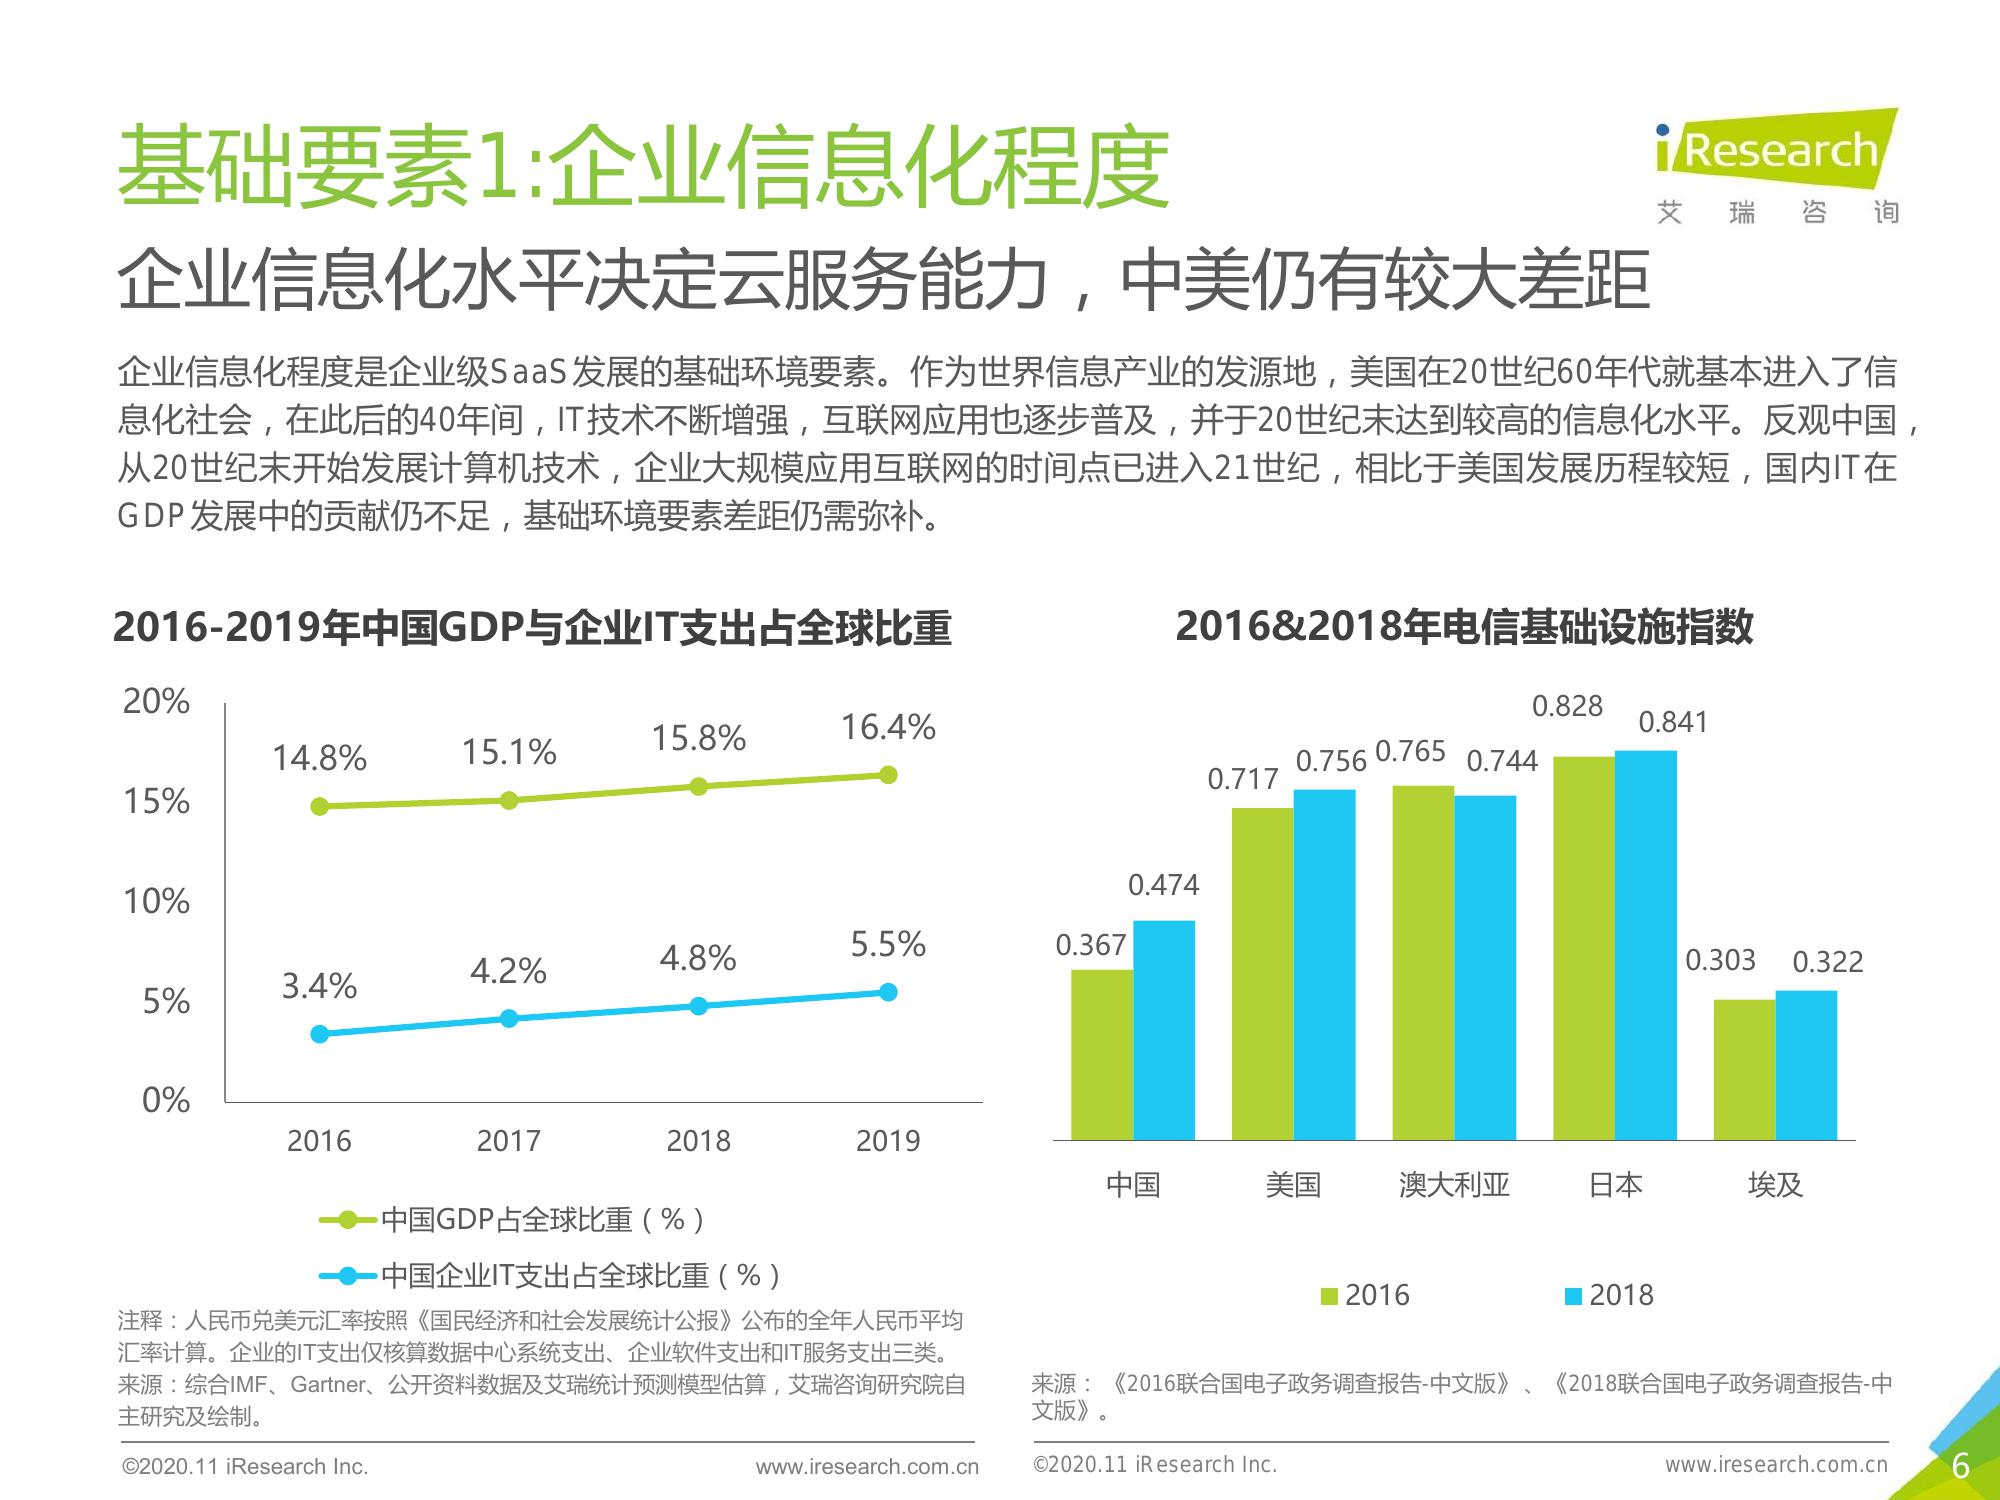 基础要素1:企业信息化程度
iResearch
艾瑞咨询
企业信息化水平决定云服务能力，中美仍有较大差距
企业信息化程度是企业级SaaS发展的基础环境要素。作为世界信息产业的发源地，美国在20世纪60年代就基本进入了信
息化社会，在此后的40年间，IT技术不断增强，互联网应用也逐步普及，并于20世纪末达到较高的信息化水平。反观中国，
从20世纪末开始发展计算机技术，企业大规模应用互联网的时间点已进入21世纪，相比于美国发展历程较短，国内IT在
GDP发展中的贡献仍不足，基础环境要素差距仍需弥补。
2016-2019年中国GDP与企业IT支出占全球比重
20%
15%
10%
5%
0%
14.8%
15.1%
15.8%
16.4%
3.4%
4.2%
4.8%
5.5%
2016
2017
2018
2019
中国GDP占全球比重（%）
中国企业IT支出占全球比重（%）
注释：人民币兑美元汇率按照《国民经济和社会发展统计公报》公布的全年人民币平均
汇率计算。企业的IT支出仅核算数据中心系统支出、企业软件支出和IT服务支出三类。
来源：综合IMF、Gartner、公开资料数据及艾瑞统计预测模型估算，艾瑞咨询研究院自
主研究及绘制。
©2020.11 iResearch Inc.
www.iresearch.com.cn
2016&2018年电信基础设施指数
0.367
0.474
0.717
0.756
0.765
0.744
0.828
0.841
0.303
0.322
中国
美国
澳大利亚
日本
埃及
2016
2018
来源：《2016联合国电子政务调查报告-中文版》、《2018联合国电子政务调查报告-中
文版》。
©2020.11 iResearch Inc.
www.iresearch.com.cn
6